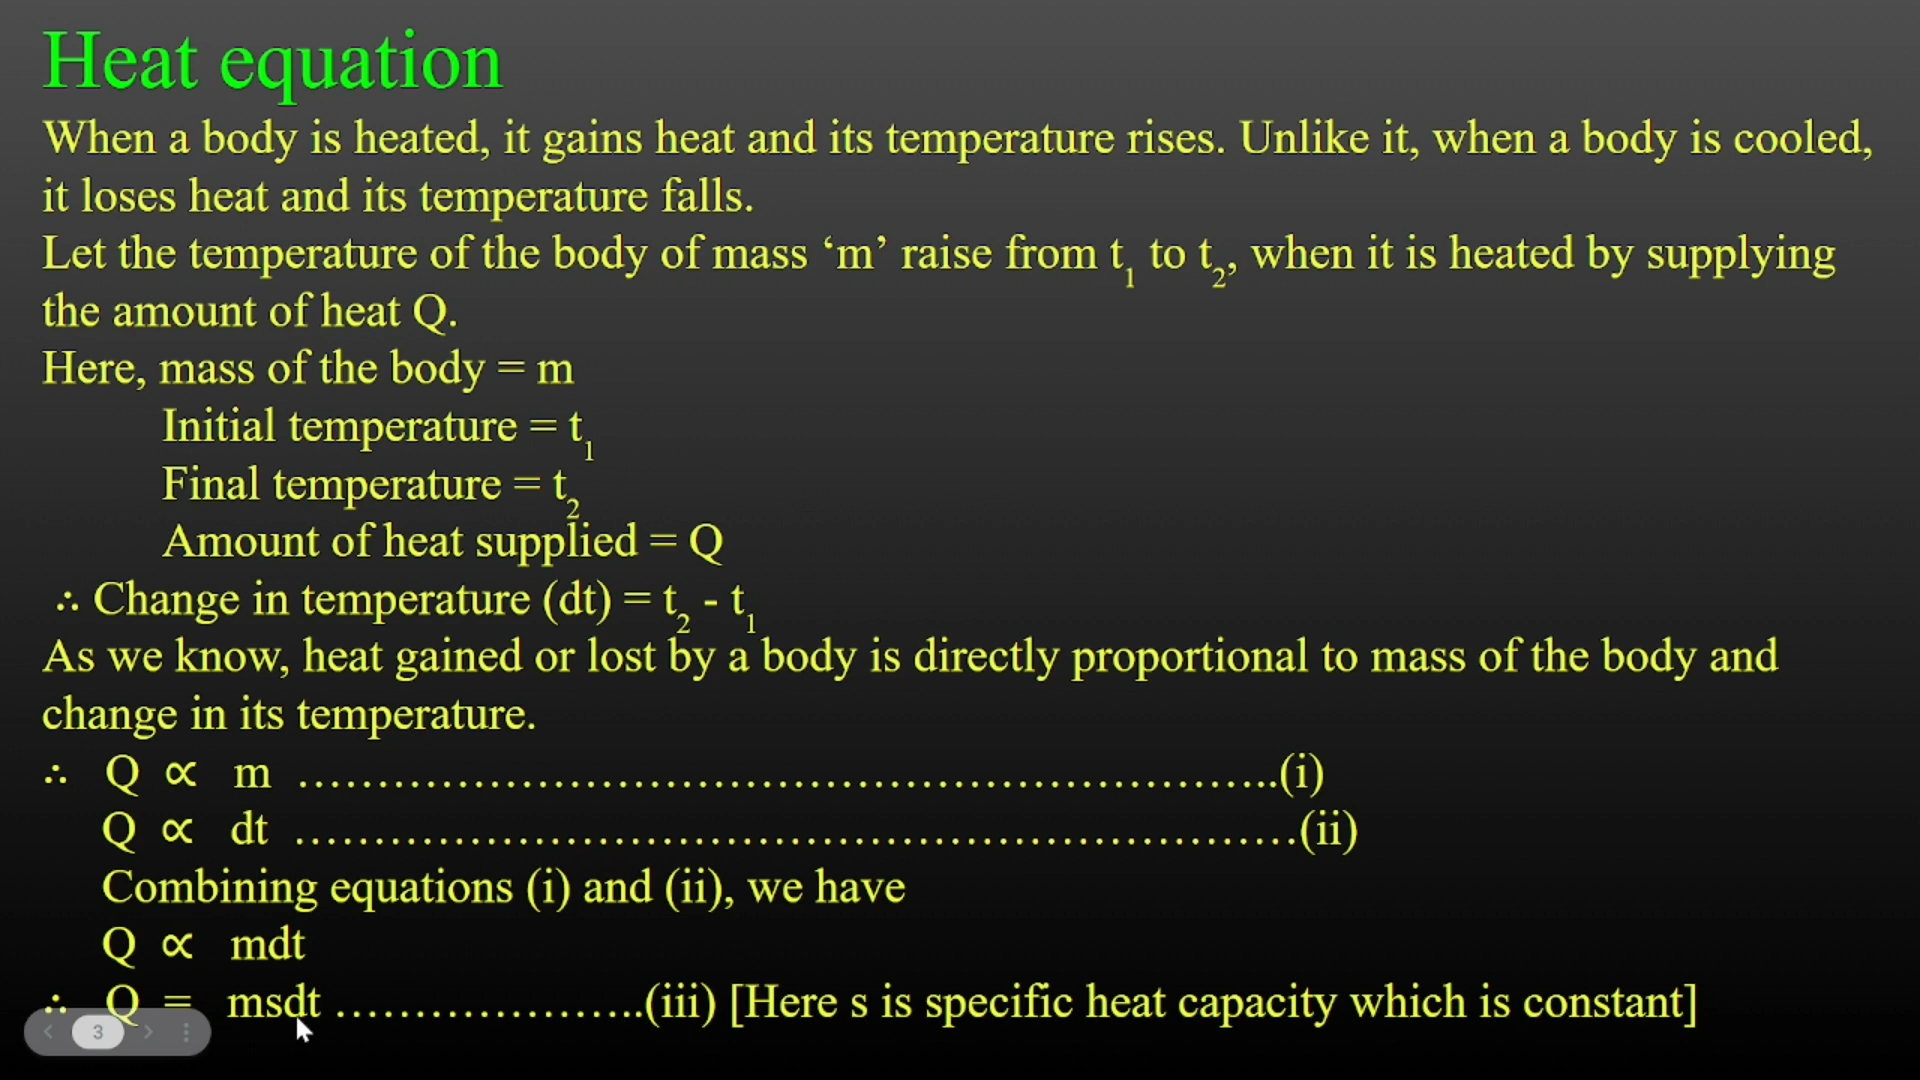 Heat equation
When a body is heated, it gains heat and its temperature rises. Unlike it, when a body is cooled,
it loses heat and its temperature falls.
Let the temperature of the body of mass ‘m’ raise from t₁ to t₂, when it is heated by supplying
the amount of heat Q.
Here, mass of the body = m
Initial temperature = t₁
Final temperature = t₂
Amount of heat supplied = Q
∴ Change in temperature (dt) = t₂ - t₁
As we know, heat gained or lost by a body is directly proportional to mass of the body and
change in its temperature.
∴ Q ∝ m ……………………………………………………………….(i)
Q ∝ dt …………………………………………………………………(ii)
Combining equations (i) and (ii), we have
Q ∝ mdt
∴ Q = msdt …………………..(iii) [Here s is specific heat capacity which is constant]
3